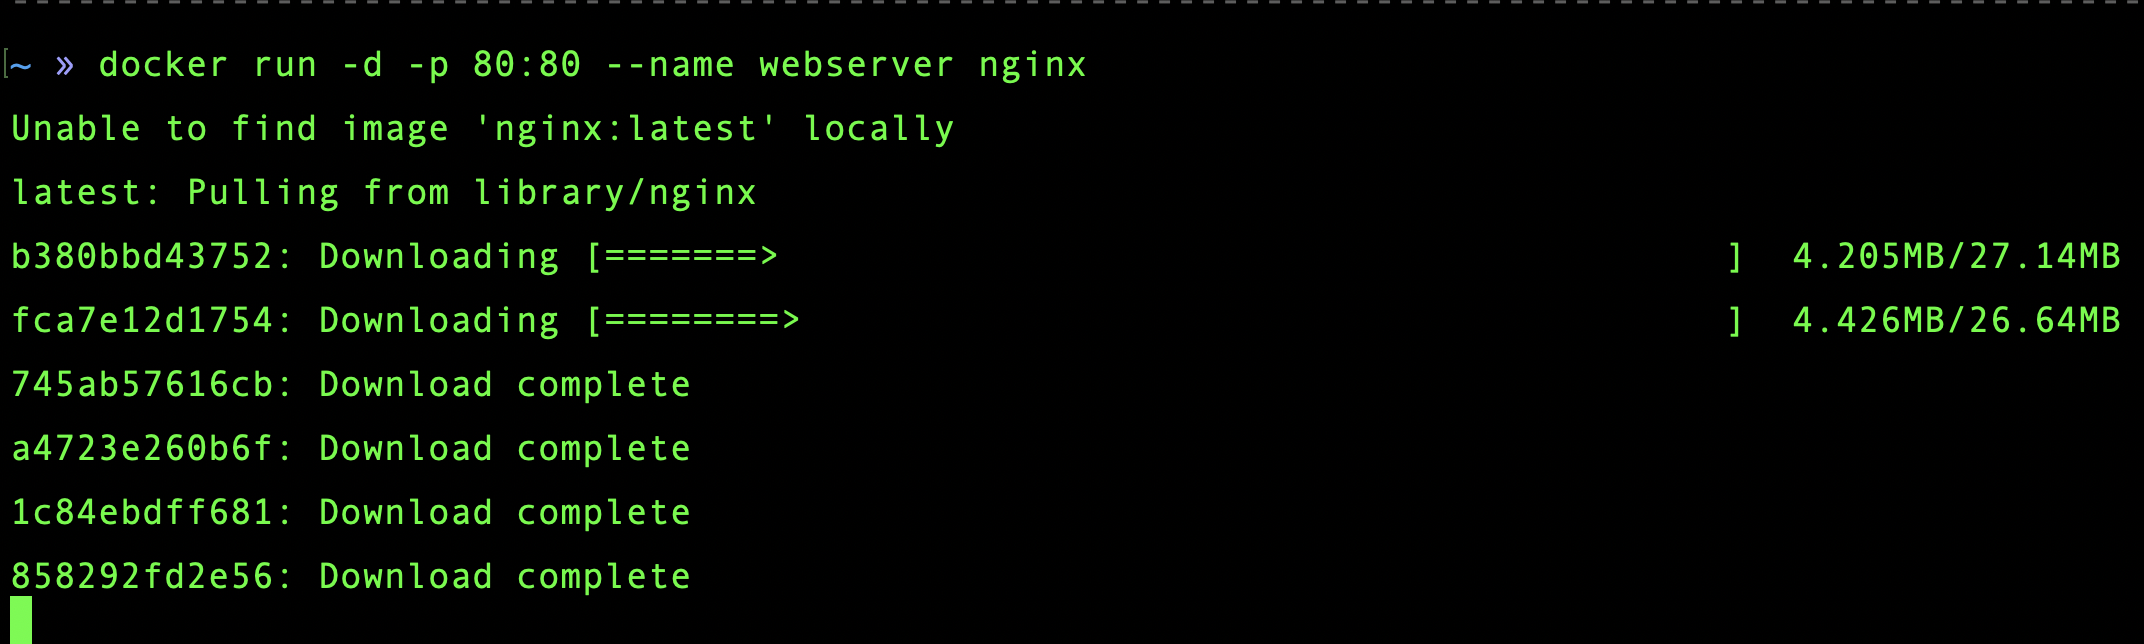 ~ » docker run -d -p 80:80 --name webserver nginx
Unable to find image 'nginx:latest' locally
latest: Pulling from library/nginx
b380bbd43752: Downloading [=======> ] 4.205MB/27.14MB
fca7e12d1754: Downloading [========> ] 4.426MB/26.64MB
745ab57616cb: Download complete
a4723e260b6f: Download complete
1c84ebdff681: Download complete
858292fd2e56: Download complete